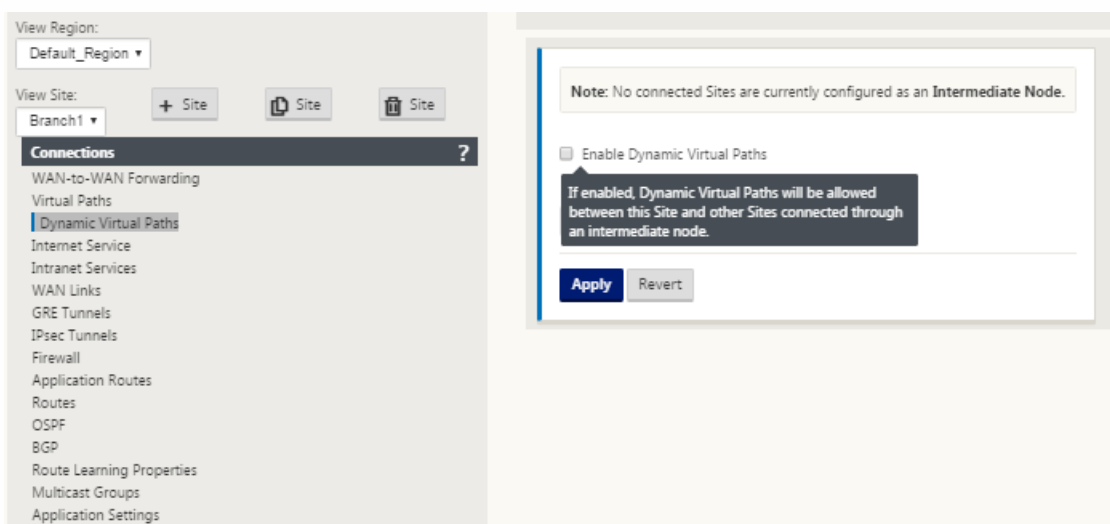 View Region:
Default_Region ▾
View Site:
Branch1 ▾
+ Site
Site
Site
Connections ?
WAN-to-WAN Forwarding
Virtual Paths
Dynamic Virtual Paths
Internet Service
Intranet Services
WAN Links
GRE Tunnels
IPsec Tunnels
Firewall
Application Routes
Routes
OSPF
BGP
Route Learning Properties
Multicast Groups
Application Settings
Note: No connected Sites are currently configured as an Intermediate Node.
Enable Dynamic Virtual Paths
If enabled, Dynamic Virtual Paths will be allowed
between this Site and other Sites connected through
an intermediate node.
Apply
Revert